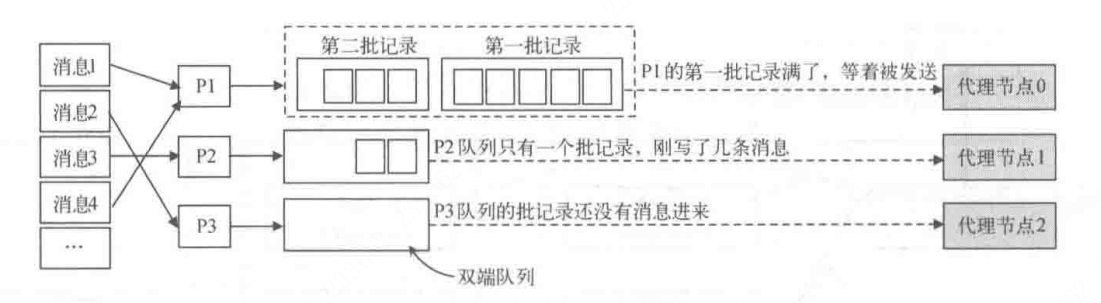 消息1
消息2
消息3
消息4
…
P1
P2
P3
第二批记录
第一批记录
P1的第一批记录满了，等着被发送
P2队列只有一个批记录，刚写了几条消息
P3队列的批记录还没有消息进来
双端队列
代理节点0
代理节点1
代理节点2